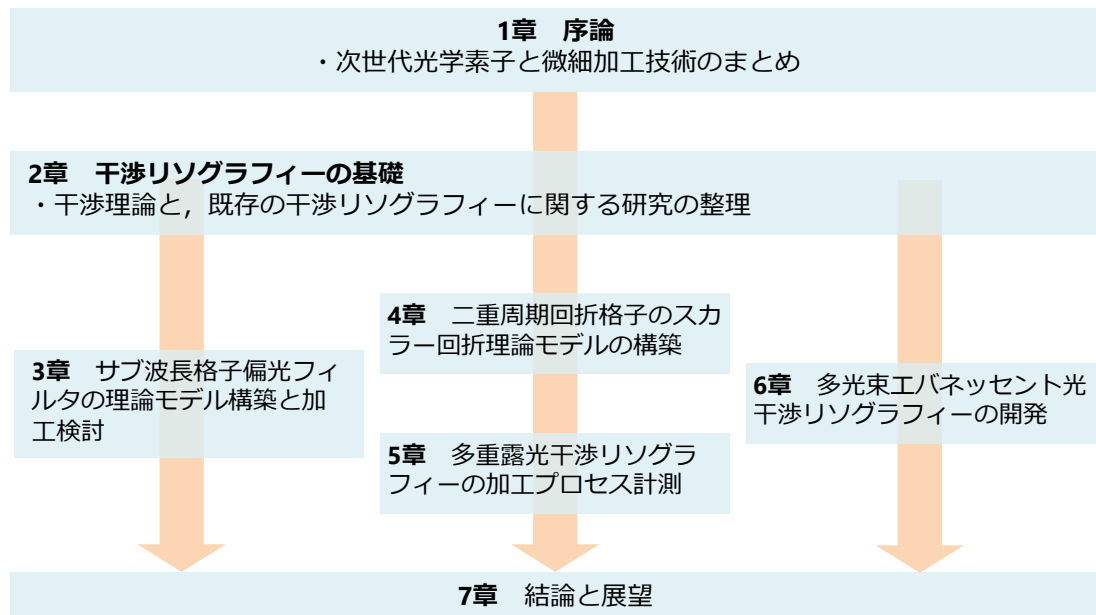 1章　序論
・次世代光学素子と微細加工技術のまとめ
2章　干渉リソグラフィーの基礎
・干渉理論と，既存の干渉リソグラフィーに関する研究の整理
3章　サブ波長格子偏光フィ
ルタの理論モデル構築と加
工検討
4章　二重周期回折格子のスカ
ラー回折理論モデルの構築
5章　多重露光干渉リソグラ
フィーの加工プロセス計測
6章　多光束エバネッセント光
干渉リソグラフィーの開発
7章　結論と展望